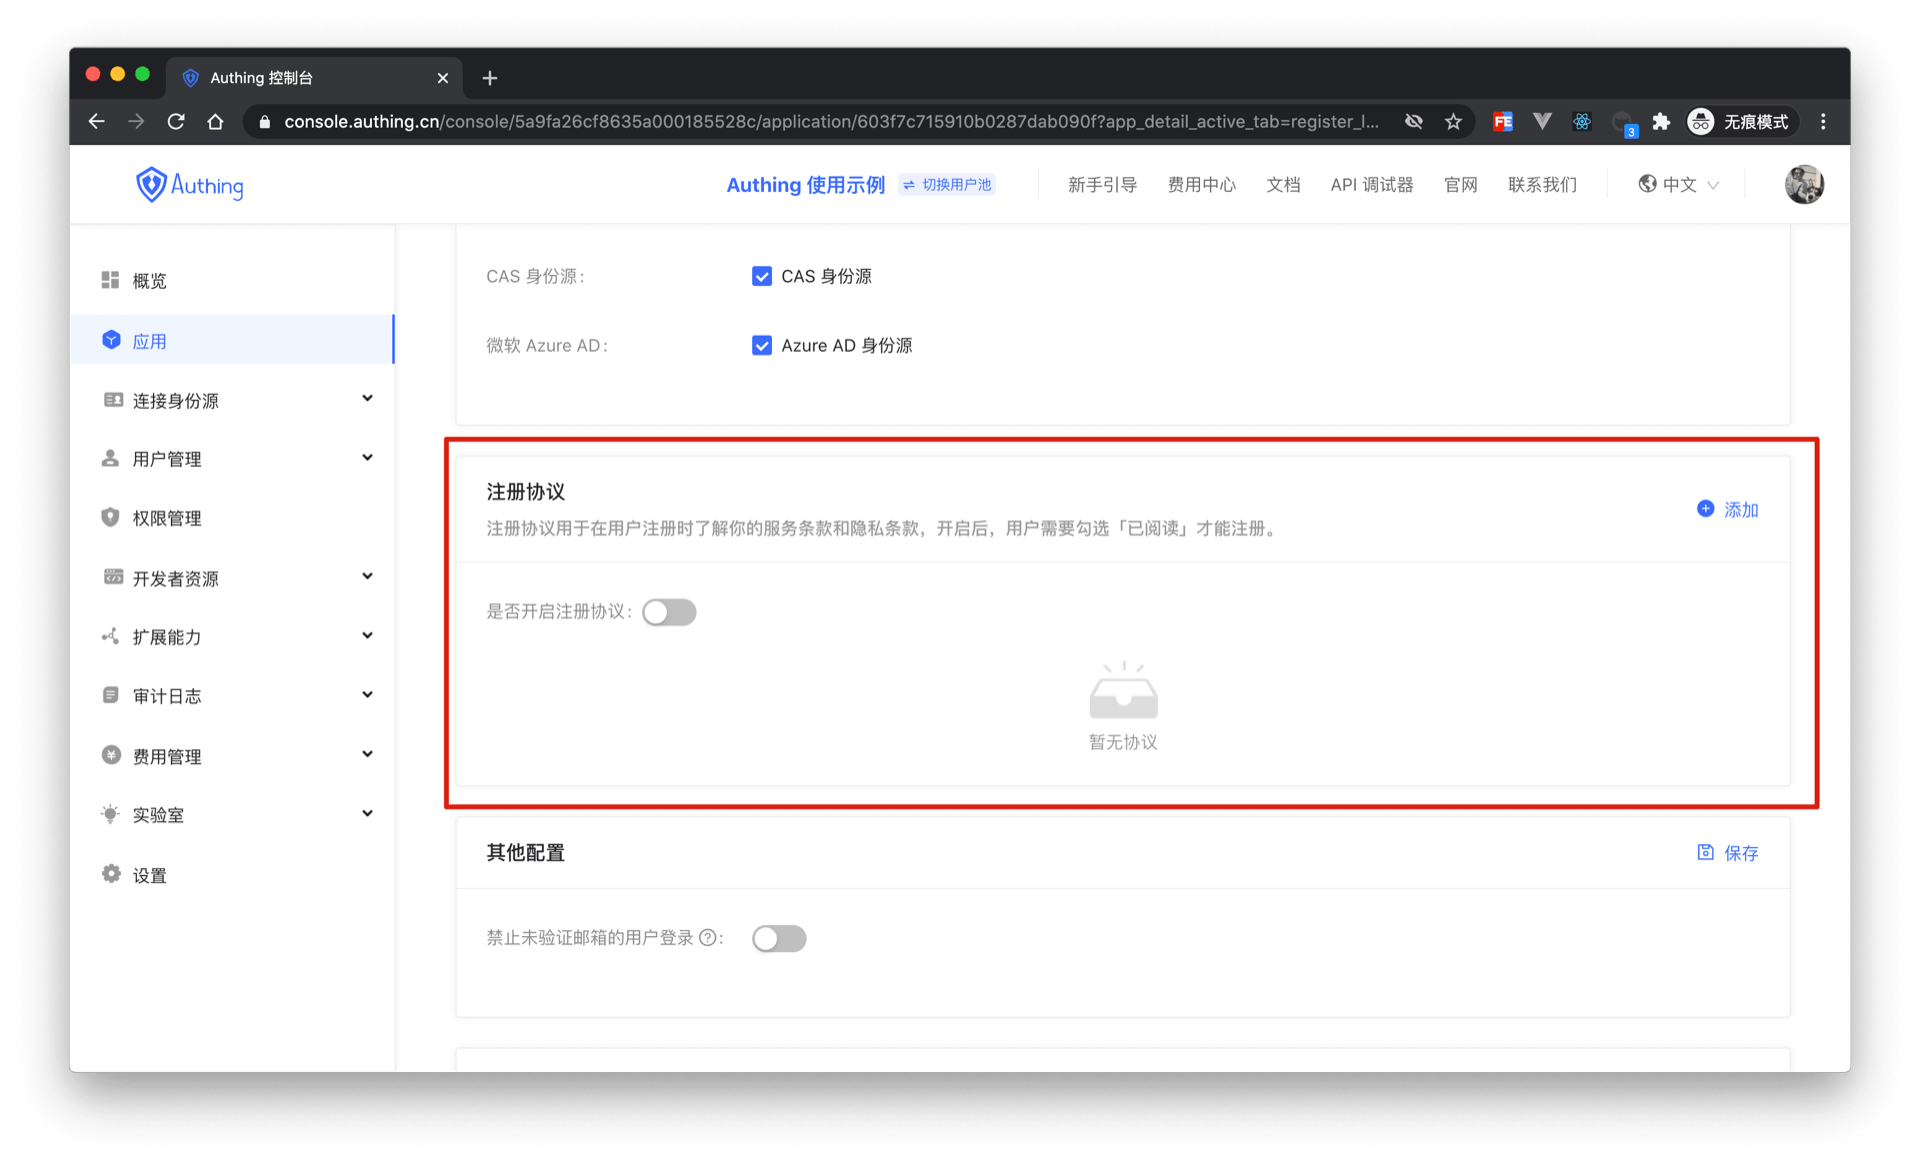 Authing 控制台
console.authing.cn/console/5a9fa26cf8635a000185528c/application/603f7c715910b0287dab090f?app_detail_active_tab=register_l...
FE
3
无痕模式
Authing
Authing 使用示例
切换用户池
新手引导
费用中心
文档
API 调试器
官网
联系我们
中文
概览
应用
连接身份源
用户管理
权限管理
开发者资源
扩展能力
审计日志
费用管理
实验室
设置
CAS 身份源:
CAS 身份源
微软 Azure AD:
Azure AD 身份源
注册协议
添加
注册协议用于在用户注册时了解你的服务条款和隐私条款，开启后，用户需要勾选「已阅读」才能注册。
是否开启注册协议:
暂无协议
其他配置
保存
禁止未验证邮箱的用户登录 ? :